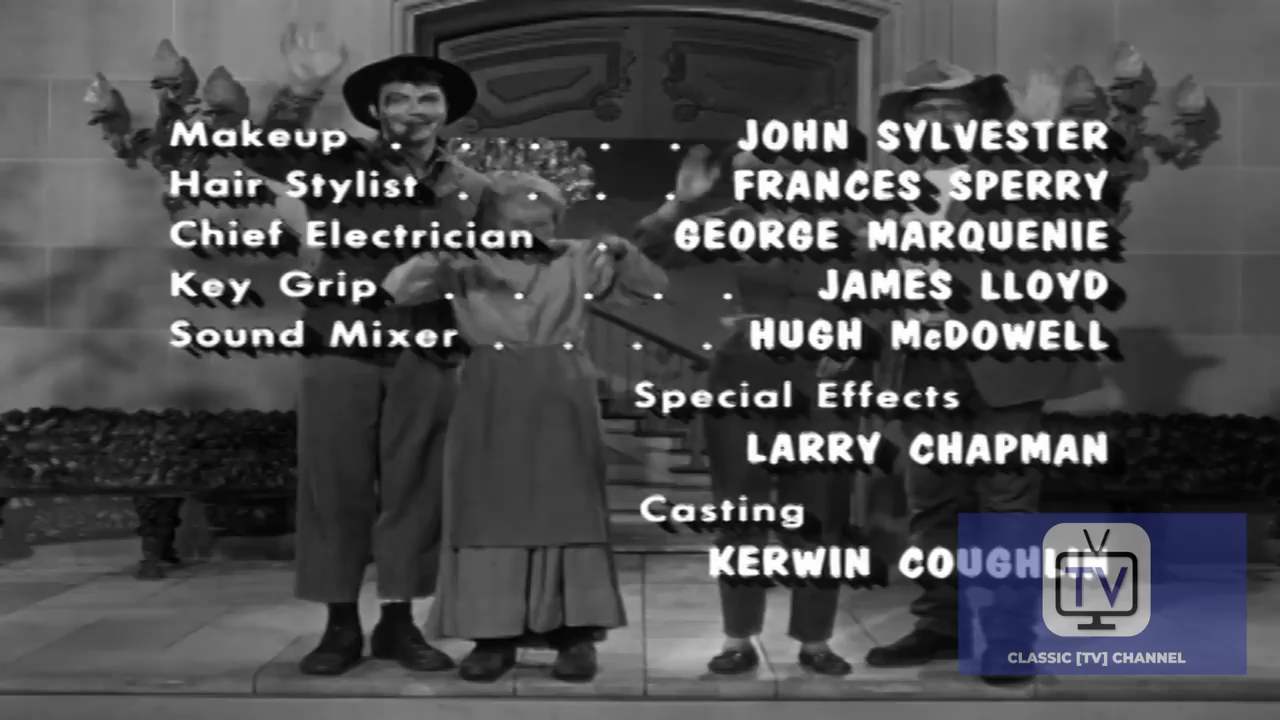 Makeup . . . . . JOHN SYLVESTER
Hair Stylist . . . . FRANCES SPERRY
Chief Electrician . GEORGE MARQUENIE
Key Grip . . . . . JAMES LLOYD
Sound Mixer . . . . HUGH McDOWELL
Special Effects
LARRY CHAPMAN
Casting
KERWIN COUGHLIN
TV
CLASSIC [TV] CHANNEL